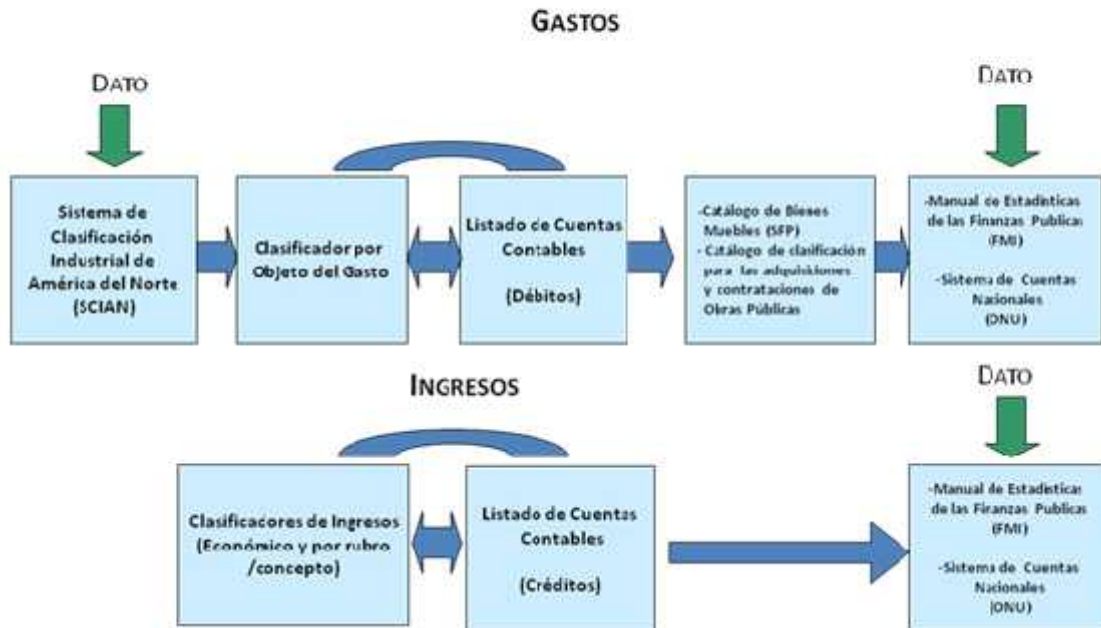 GASTOS
DATO
DATO
Sistema de
Clasificación
Industrial de
América del Norte
(SCIAN)
Clasificador por
Objeto del Gasto
Listado de Cuentas
Contables
(Débitos)
-Catálogo de Bienes
Muebles (SFP)
- Catálogo de clasificación
para las adquisiciones
y contrataciones de
Obras Públicas
-Manual de Estadísticas
de las Finanzas Publicas
(FMI)
-Sistema de Cuentas
Nacionales
(ONU)
INGRESOS
DATO
Clasificadores de Ingresos
(Económico y por rubro
/concepto)
Listado de Cuentas
Contables
(Créditos)
-Manual de Estadísticas
de las Finanzas Publicas
(FMI)
-Sistema de Cuentas
Nacionales
(ONU)